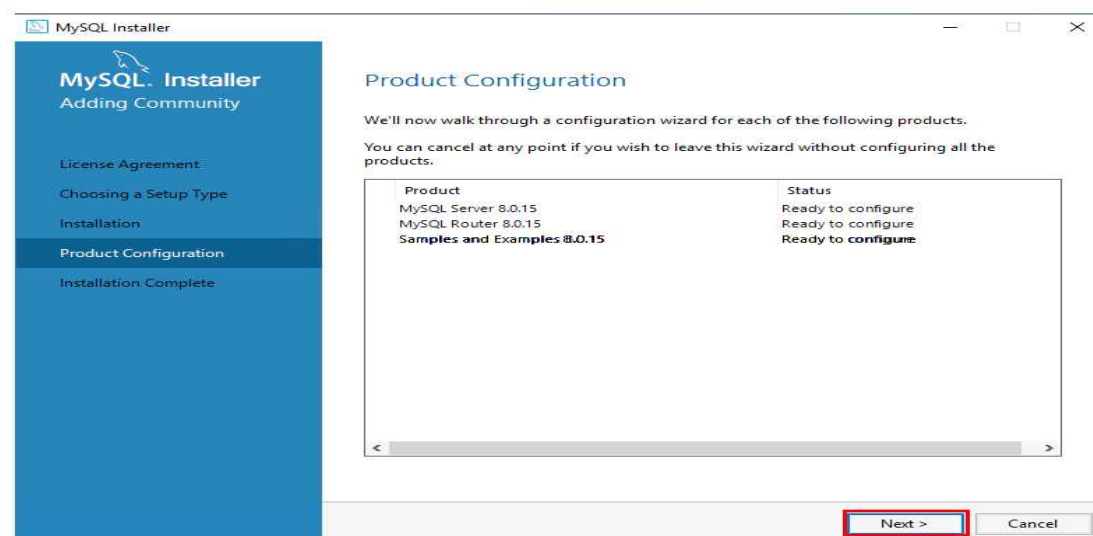 MySQL Installer
MySQL. Installer
Adding Community
License Agreement
Choosing a Setup Type
Installation
Product Configuration
Installation Complete
Product Configuration
We'll now walk through a configuration wizard for each of the following products.
You can cancel at any point if you wish to leave this wizard without configuring all the
products.
Product Status
MySQL Server 8.0.15 Ready to configure
MySQL Router 8.0.15 Ready to configure
Samples and Examples 8.0.15 Ready to configure
Next > Cancel